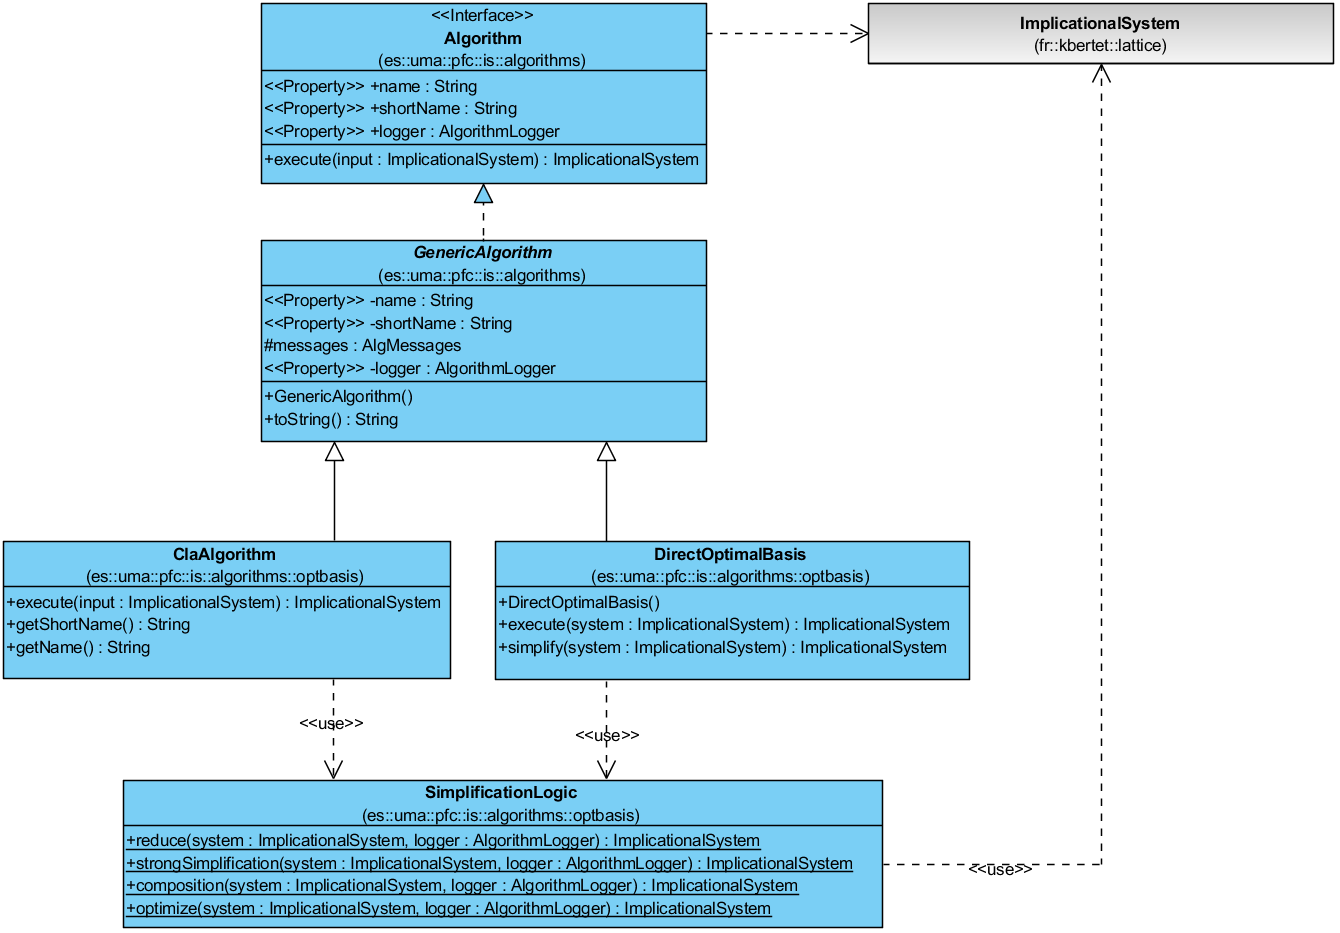 <<Interface>>
Algorithm
(es::uma::pfc::is::algorithms)
<<Property>> +name : String
<<Property>> +shortName : String
<<Property>> +logger : AlgorithmLogger
+execute(input : ImplicationalSystem) : ImplicationalSystem
ImplicationalSystem
(fr::kbertet::lattice)
GenericAlgorithm
(es::uma::pfc::is::algorithms)
<<Property>> -name : String
<<Property>> -shortName : String
#messages : AlgMessages
<<Property>> -logger : AlgorithmLogger
+GenericAlgorithm()
+toString() : String
ClaAlgorithm
(es::uma::pfc::is::algorithms::optbasis)
+execute(input : ImplicationalSystem) : ImplicationalSystem
+getShortName() : String
+getName() : String
DirectOptimalBasis
(es::uma::pfc::is::algorithms::optbasis)
+DirectOptimalBasis()
+execute(system : ImplicationalSystem) : ImplicationalSystem
+simplify(system : ImplicationalSystem) : ImplicationalSystem
<<use>>
<<use>>
SimplificationLogic
(es::uma::pfc::is::algorithms::optbasis)
+reduce(system : ImplicationalSystem, logger : AlgorithmLogger) : ImplicationalSystem
+strongSimplification(system : ImplicationalSystem, logger : AlgorithmLogger) : ImplicationalSystem
+composition(system : ImplicationalSystem, logger : AlgorithmLogger) : ImplicationalSystem
+optimize(system : ImplicationalSystem, logger : AlgorithmLogger) : ImplicationalSystem
<<use>>